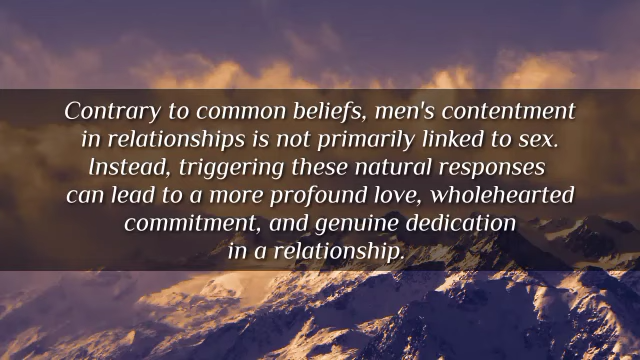 Contrary to common beliefs, men's contentment
in relationships is not primarily linked to sex.
Instead, triggering these natural responses
can lead to a more profound love, wholehearted
commitment, and genuine dedication
in a relationship.